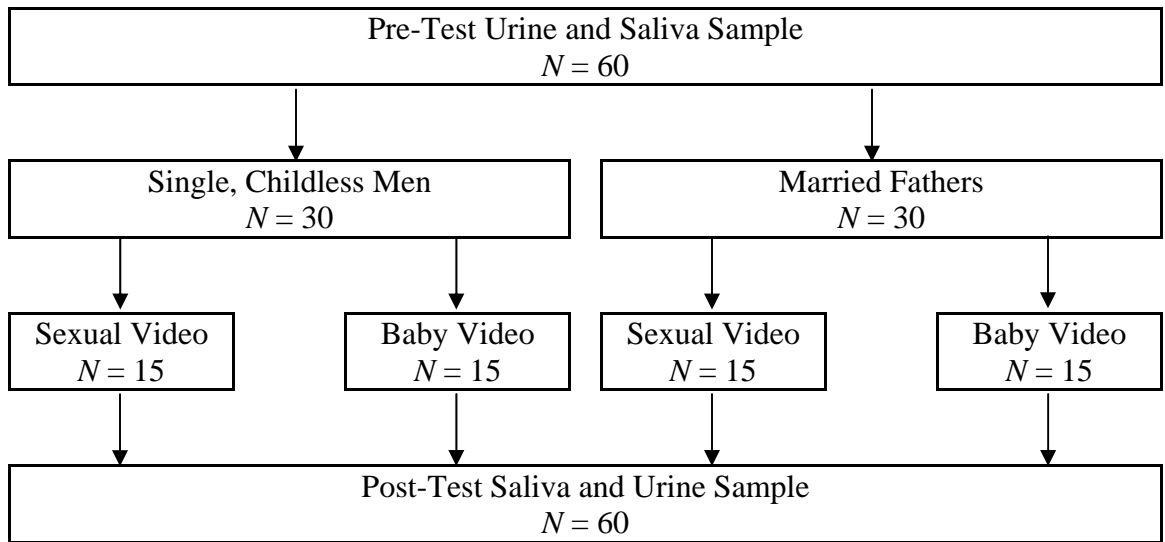 Pre-Test Urine and Saliva Sample
N = 60
Single, Childless Men
N = 30
Married Fathers
N = 30
Sexual Video
N = 15
Baby Video
N = 15
Sexual Video
N = 15
Baby Video
N = 15
Post-Test Saliva and Urine Sample
N = 60